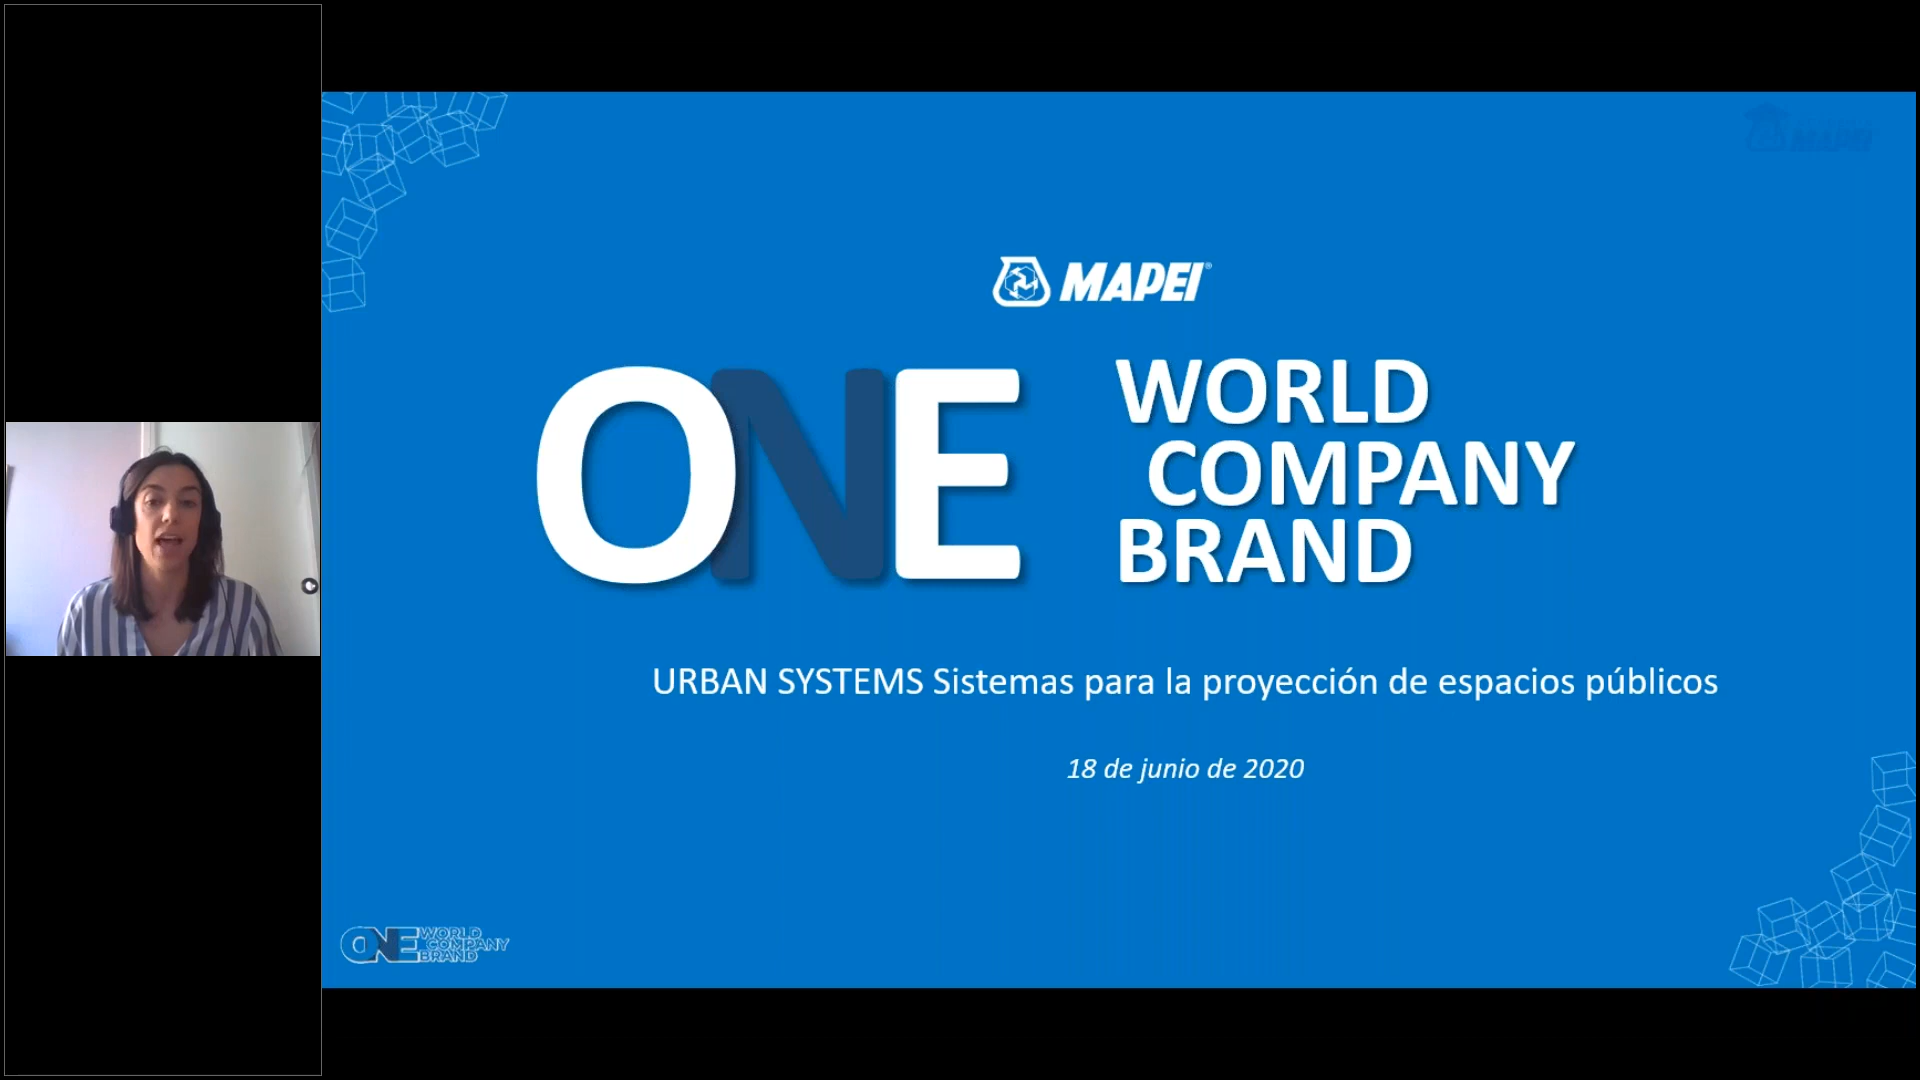 MAPEI
MAPEI®
ONE
WORLD
COMPANY
BRAND
URBAN SYSTEMS Sistemas para la proyección de espacios públicos
18 de junio de 2020
ONE
WORLD
COMPANY
BRAND